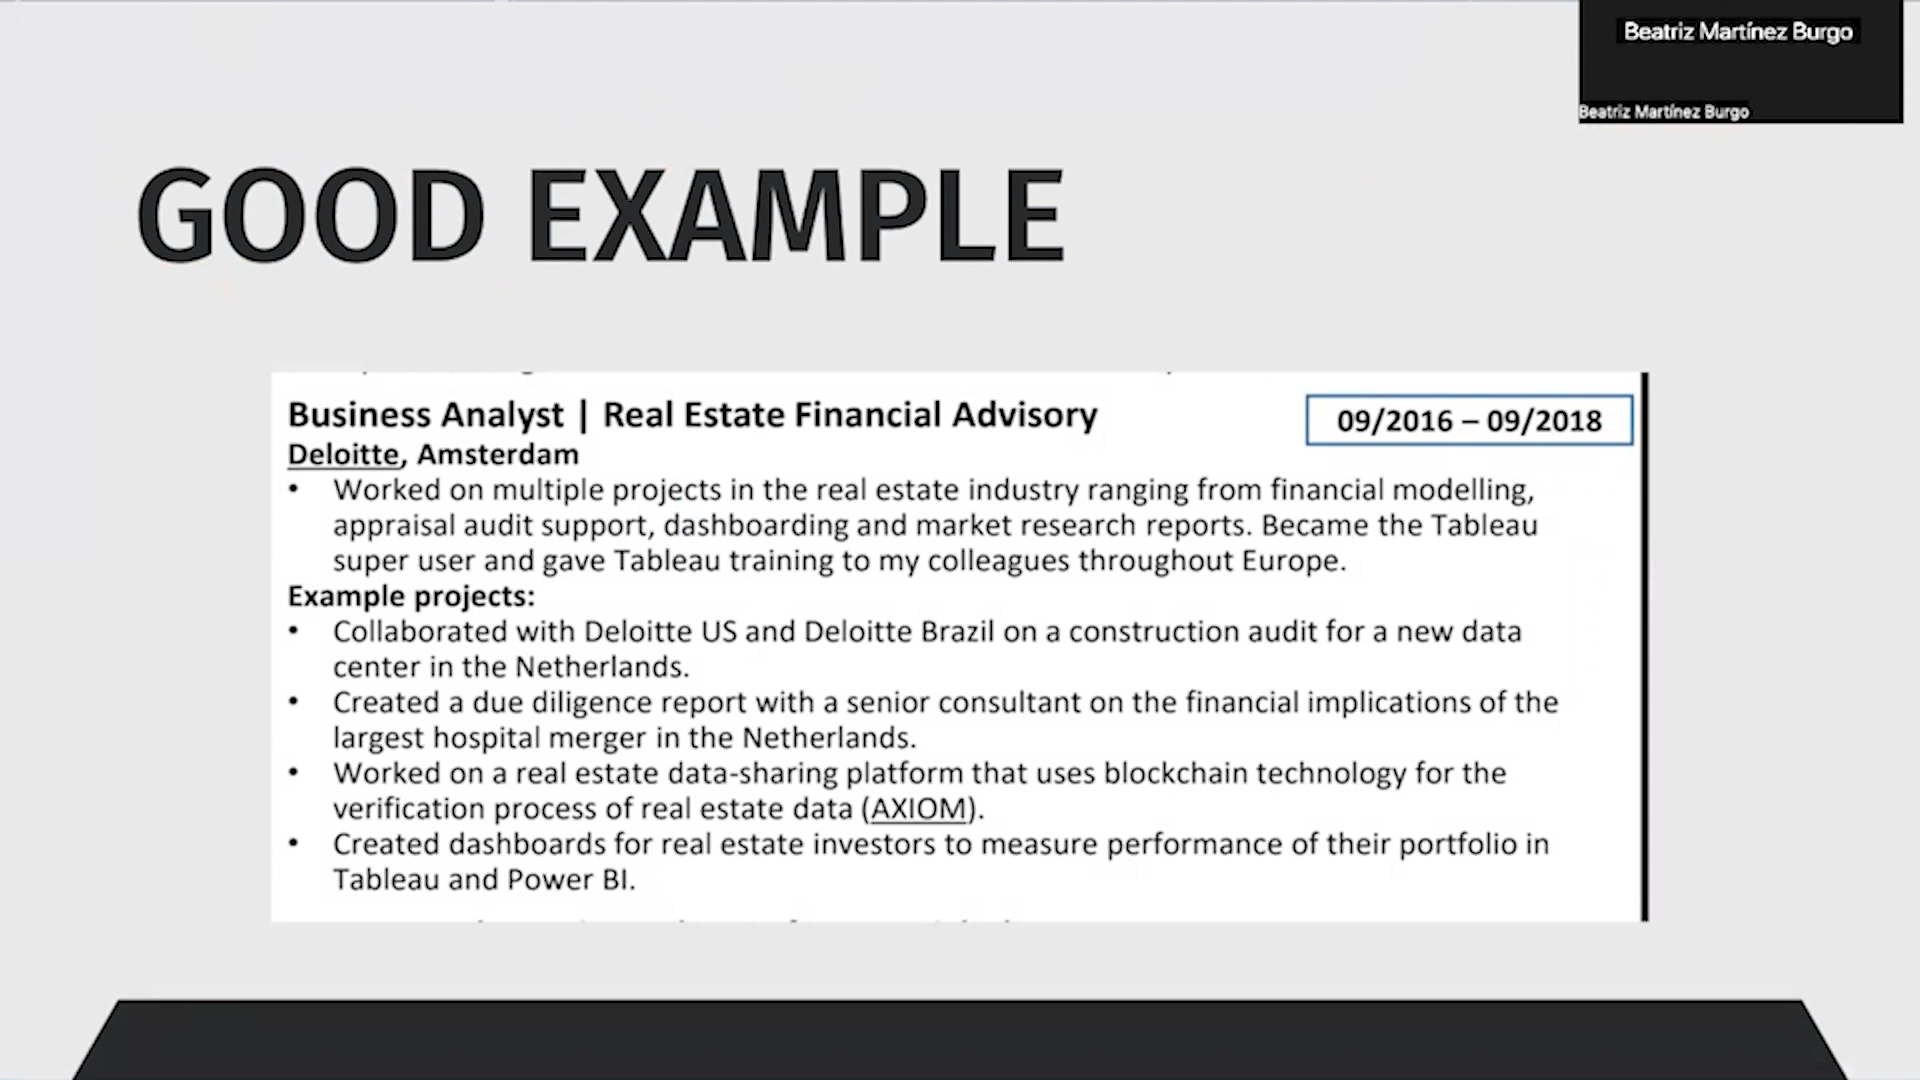 Beatriz Martínez Burgo
Beatriz Martínez Burgo
GOOD EXAMPLE
Business Analyst | Real Estate Financial Advisory
09/2016 – 09/2018
Deloitte, Amsterdam
• Worked on multiple projects in the real estate industry ranging from financial modelling,
appraisal audit support, dashboarding and market research reports. Became the Tableau
super user and gave Tableau training to my colleagues throughout Europe.
Example projects:
• Collaborated with Deloitte US and Deloitte Brazil on a construction audit for a new data
center in the Netherlands.
• Created a due diligence report with a senior consultant on the financial implications of the
largest hospital merger in the Netherlands.
• Worked on a real estate data-sharing platform that uses blockchain technology for the
verification process of real estate data (AXIOM).
• Created dashboards for real estate investors to measure performance of their portfolio in
Tableau and Power BI.